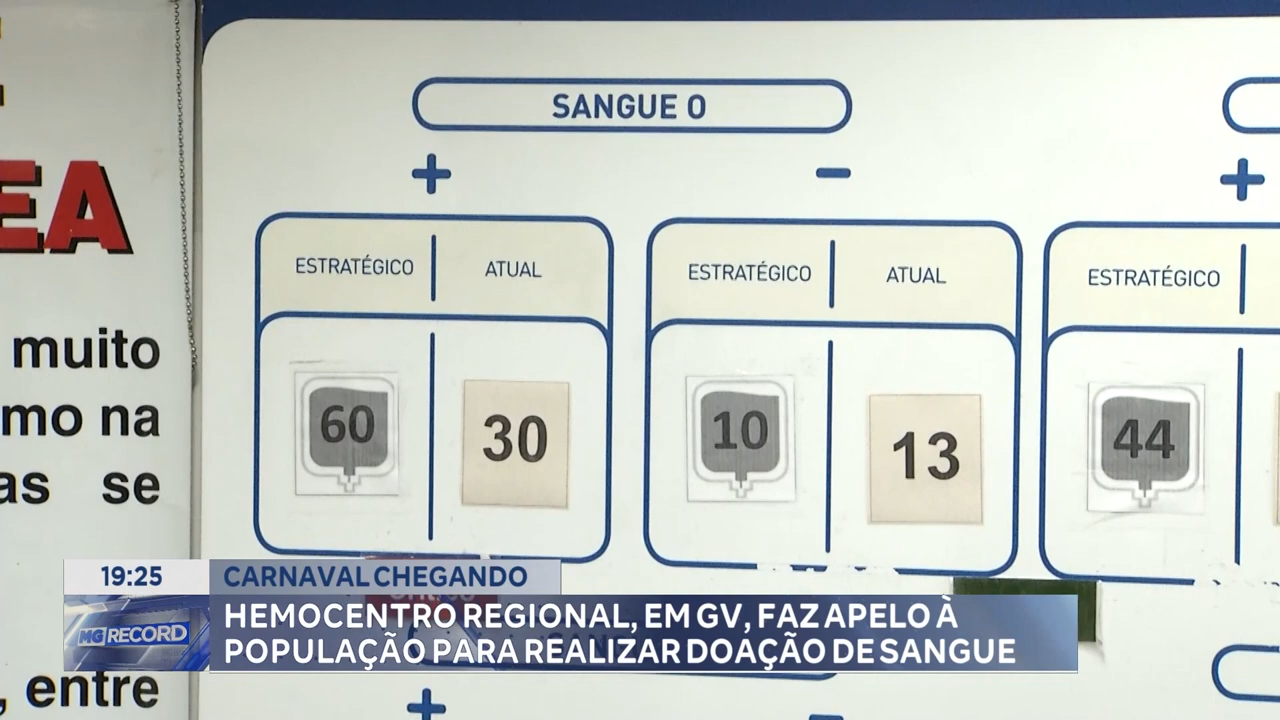 EA
muito
mo na
as se
, entre
SANGUE O
+ -
+
ESTRATÉGICO ATUAL
ESTRATÉGICO ATUAL
ESTRATÉGICO
60 30
10 13
44
19:25
CARNAVAL CHEGANDO
MG RECORD
HEMOCENTRO REGIONAL, EM GV, FAZ APELO À
POPULAÇÃO PARA REALIZAR DOAÇÃO DE SANGUE
+ -